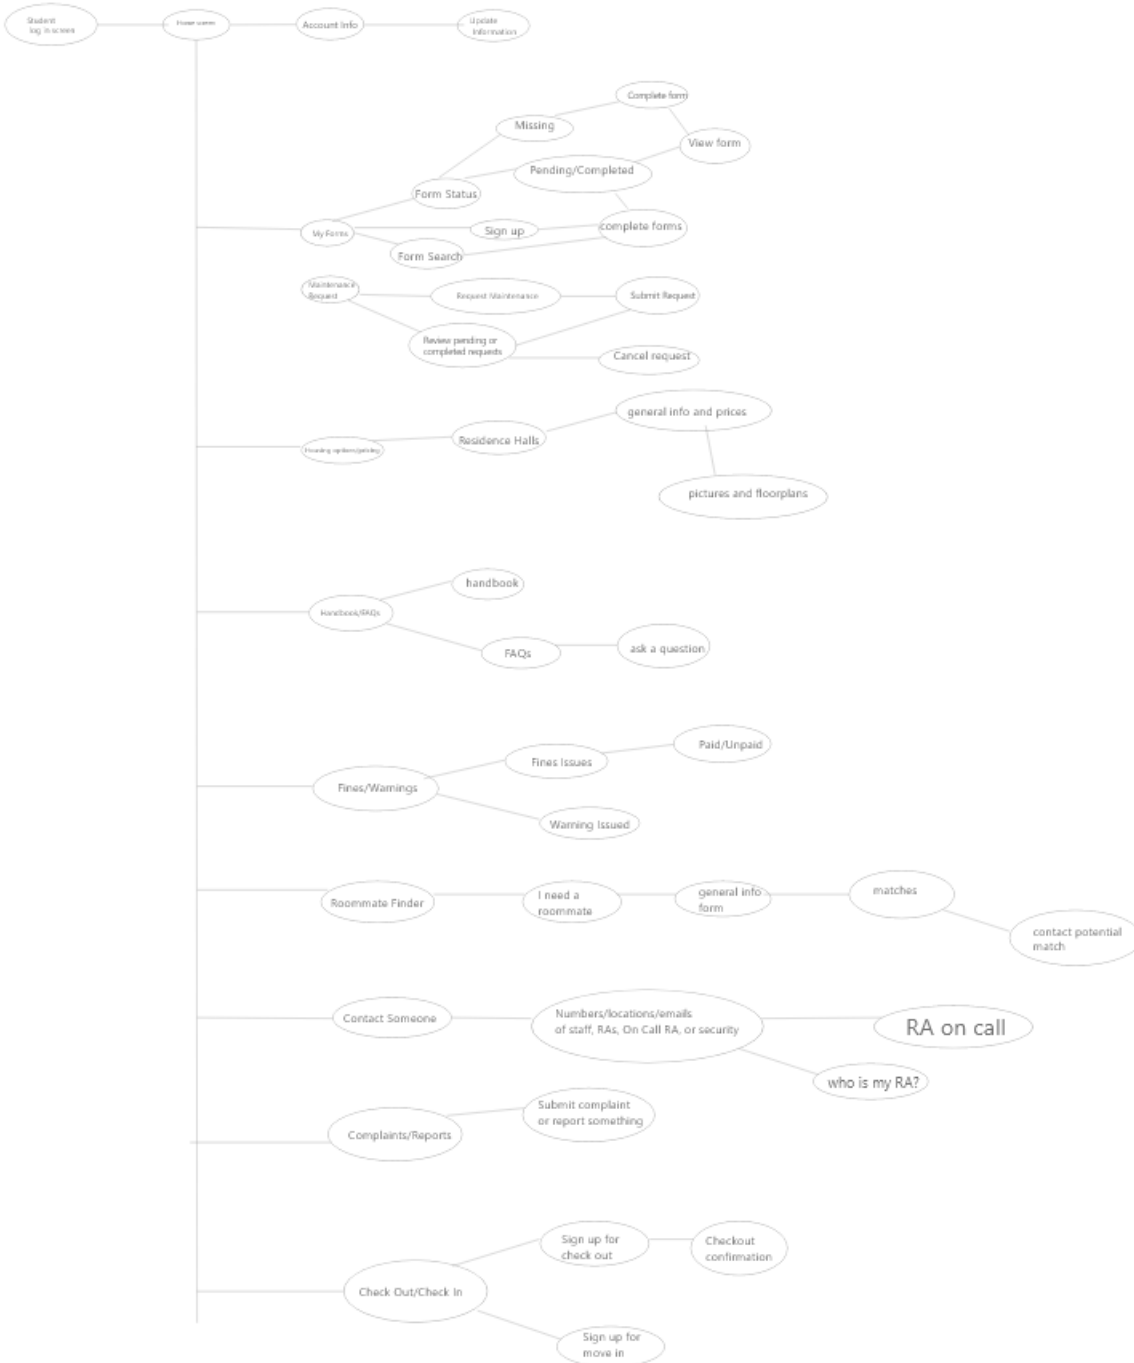 Student
log in screen
Home screen
Account Info
Update
Information
Complete form
Missing
View form
Pending/Completed
Form Status
My Forms
Sign up
complete forms
Form Search
Maintenance
Request
Request Maintenance
Submit Request
Review pending or
completed requests
Cancel request
general info and prices
Residence Halls
Housing options/pricing
pictures and floorplans
handbook
Handbook/FAQs
FAQs
ask a question
Paid/Unpaid
Fines Issues
Fines/Warnings
Warning Issued
Roommate Finder
I need a
roommate
general info
form
matches
contact potential
match
Contact Someone
Numbers/locations/emails
of staff, RAs, On Call RA, or security
RA on call
who is my RA?
Submit complaint
or report something
Complaints/Reports
Sign up for
check out
Checkout
confirmation
Check Out/Check In
Sign up for
move in